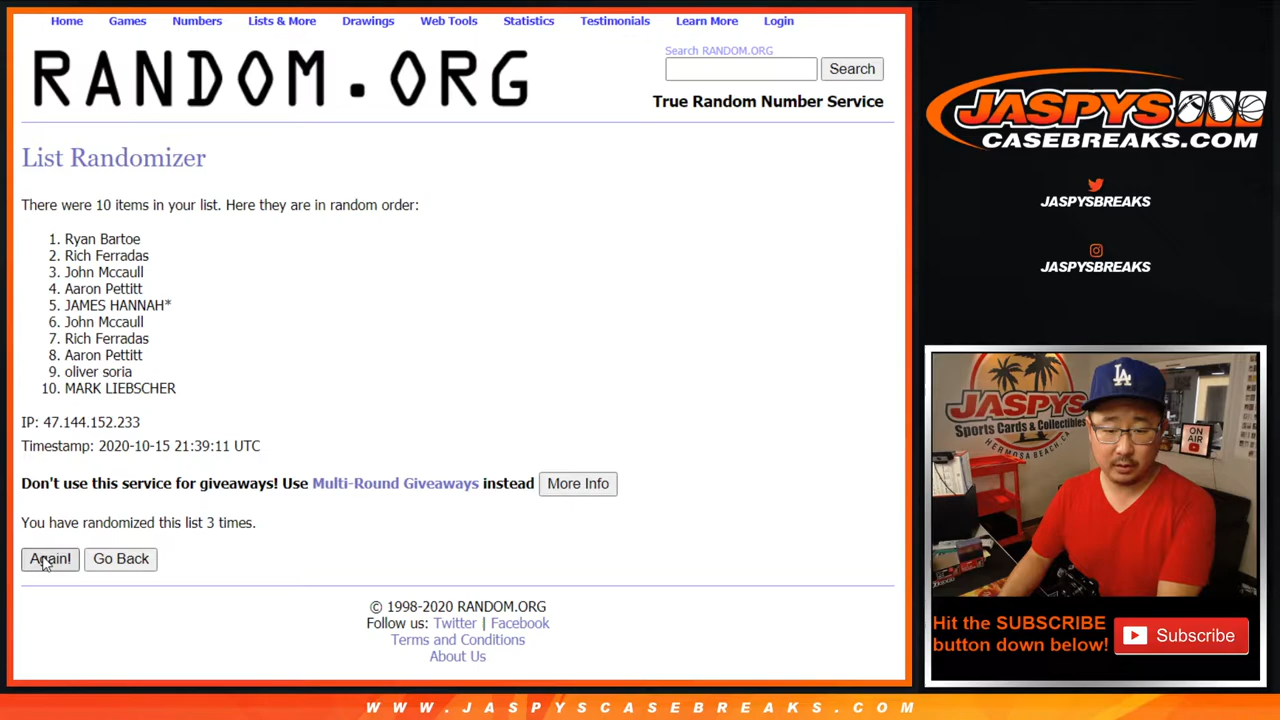 Home Games Numbers Lists & More Drawings Web Tools Statistics Testimonials Learn More Login
RANDOM.ORG
Search RANDOM.ORG
Search
True Random Number Service
List Randomizer
There were 10 items in your list. Here they are in random order:
1. Ryan Bartoe
2. Rich Ferradas
3. John Mccaull
4. Aaron Pettitt
5. JAMES HANNAH*
6. John Mccaull
7. Rich Ferradas
8. Aaron Pettitt
9. oliver soria
10. MARK LIEBSCHER
IP: 47.144.152.233
Timestamp: 2020-10-15 21:39:11 UTC
Don't use this service for giveaways! Use Multi-Round Giveaways instead More Info
You have randomized this list 3 times.
Again! Go Back
© 1998-2020 RANDOM.ORG
Follow us: Twitter | Facebook
Terms and Conditions
About Us
JASPYS
CASEBREAKS.COM
JASPYSBREAKS
JASPYSBREAKS
JASPYS
Sports Cards & Collectibles
HERMOSA BEACH, CA
LA
ON
AIR
Hit the SUBSCRIBE
button down below!
Subscribe
WWW.JASPYSCASEBREAKS.COM